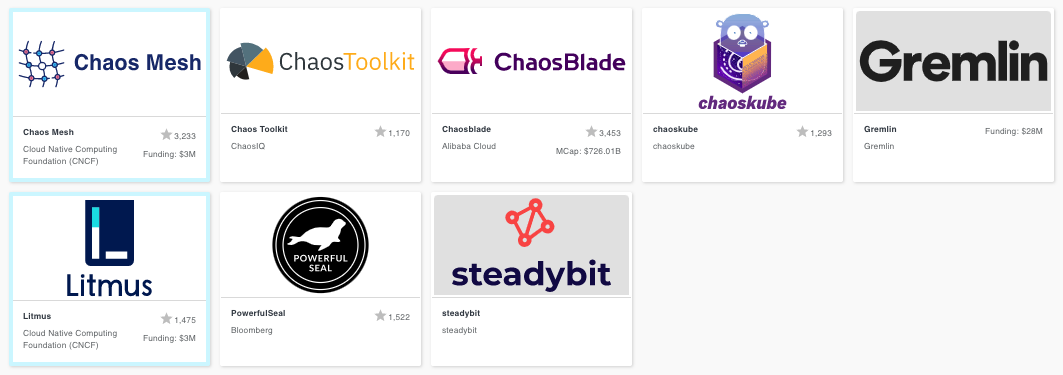 Chaos Mesh
Chaos Mesh
3,233
Cloud Native Computing
Foundation (CNCF)
Funding: $3M
ChaosToolkit
Chaos Toolkit
1,170
ChaosIQ
ChaosBlade
Chaosblade
3,453
Alibaba Cloud
MCap: $726.01B
chaoskube
chaoskube
1,293
chaoskube
Gremlin
Gremlin
Funding: $28M
Gremlin
Litmus
Litmus
1,475
Cloud Native Computing
Foundation (CNCF)
Funding: $3M
POWERFUL
SEAL
PowerfulSeal
1,522
Bloomberg
steadybit
steadybit
steadybit